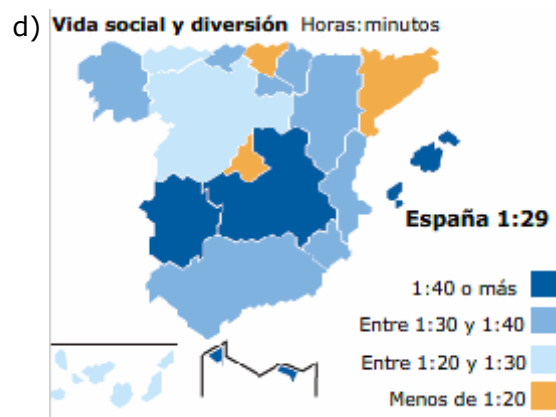 d) Vida social y diversión Horas:minutos
España 1:29
1:40 o más
Entre 1:30 y 1:40
Entre 1:20 y 1:30
Menos de 1:20